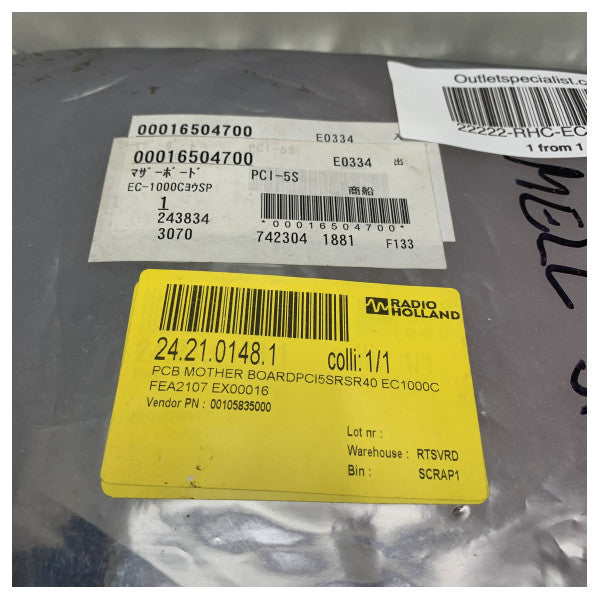 Outletspecialist.c
22222-RHC-EC
1 from 1
00016504700
E0334
00016504700
E0334 出
マザーボード
PCI-5S
EC-1000CヨウSP
商船
1
243834
*00016504700*
3070
742304 1881
F133
RADIO
HOLLAND
24.21.0148.1
colli: 1/1
PCB MOTHER BOARDPCI5SRSR40 EC1000C
FEA2107 EX00016
Vendor PN : 00105835000
Lot nr :
Warehouse : RTSVRD
Bin : SCRAP1